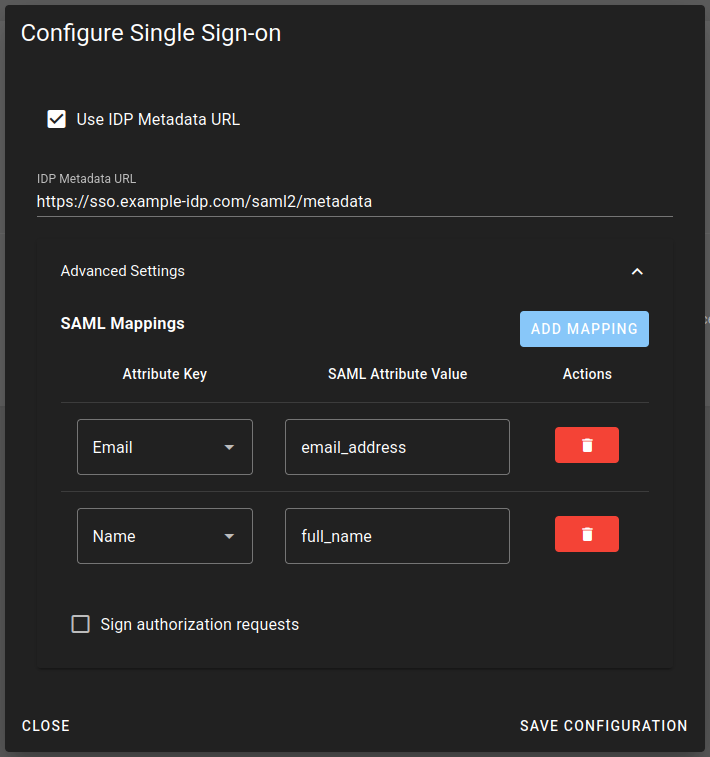 Configure Single Sign-on
Use IDP Metadata URL
IDP Metadata URL
https://sso.example-idp.com/saml2/metadata
Advanced Settings
SAML Mappings
ADD MAPPING
Attribute Key SAML Attribute Value Actions
Email email_address
Name full_name
Sign authorization requests
CLOSE SAVE CONFIGURATION